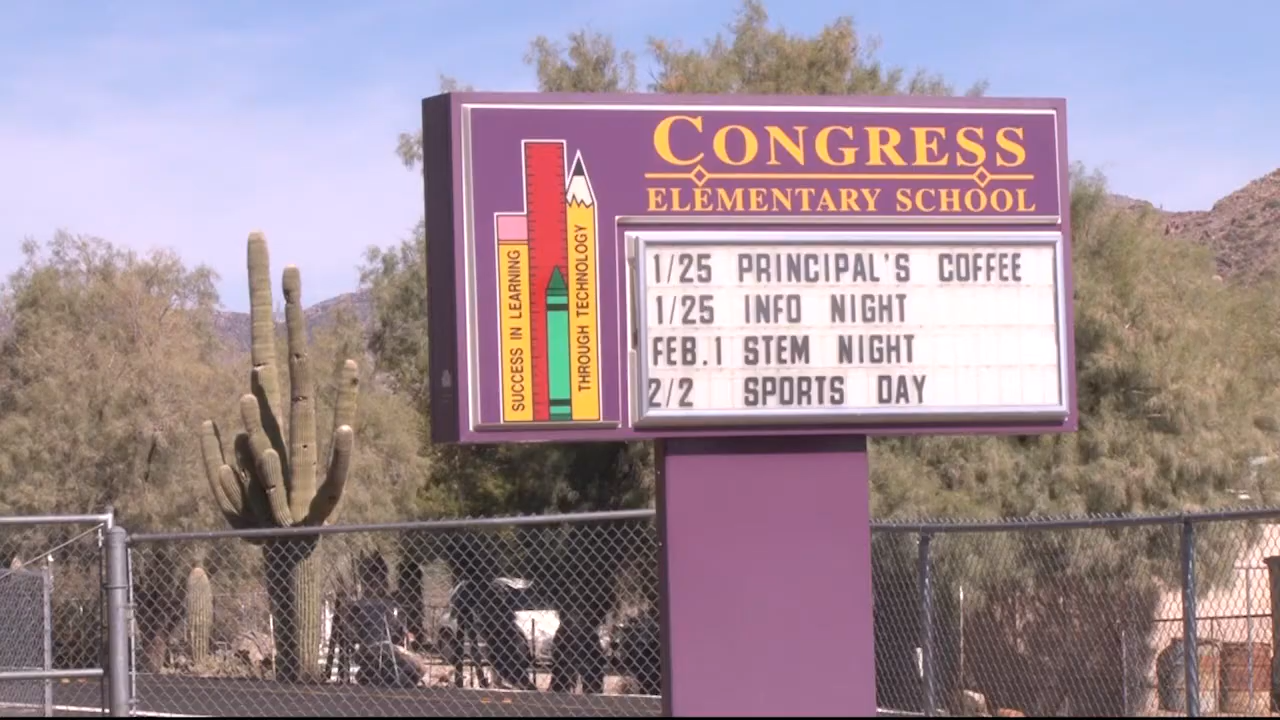 CONGRESS
ELEMENTARY SCHOOL
SUCCESS IN LEARNING
THROUGH TECHNOLOGY
1/25 PRINCIPAL'S COFFEE
1/25 INFO NIGHT
FEB.1 STEM NIGHT
2/2 SPORTS DAY